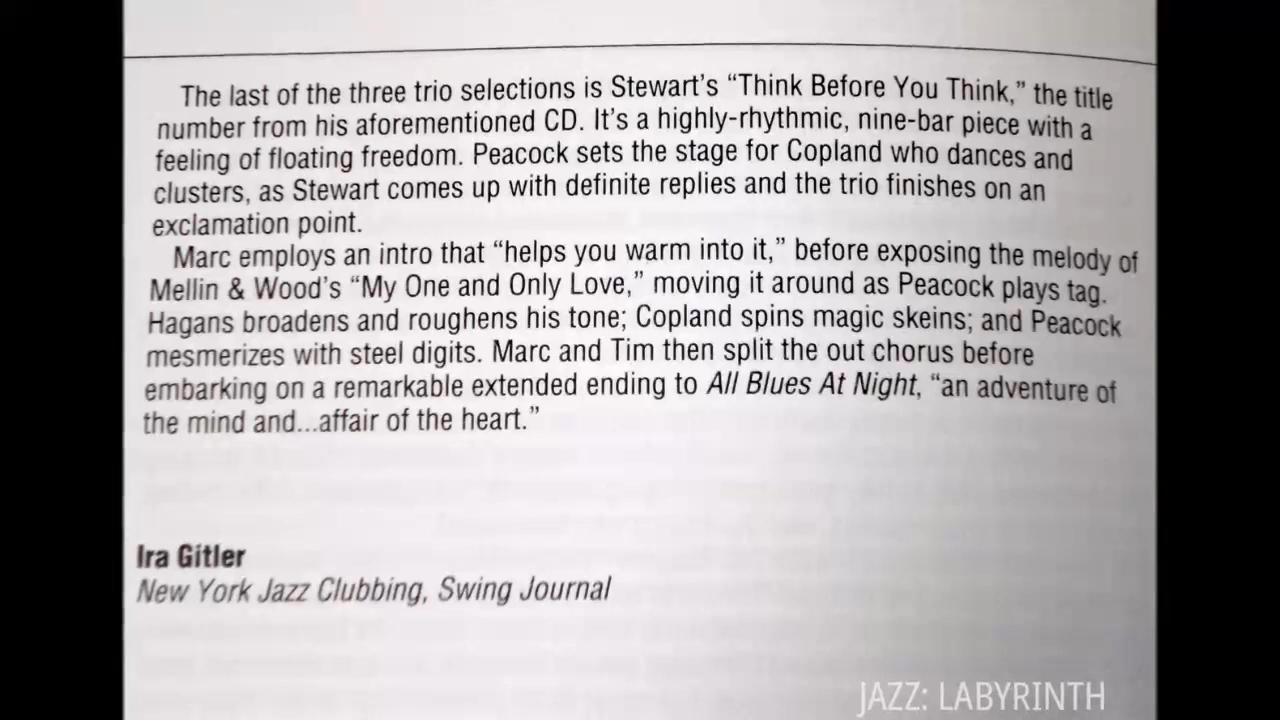 The last of the three trio selections is Stewart's “Think Before You Think,” the title
number from his aforementioned CD. It's a highly-rhythmic, nine-bar piece with a
feeling of floating freedom. Peacock sets the stage for Copland who dances and
clusters, as Stewart comes up with definite replies and the trio finishes on an
exclamation point.
Marc employs an intro that “helps you warm into it,” before exposing the melody of
Mellin & Wood's “My One and Only Love,” moving it around as Peacock plays tag.
Hagans broadens and roughens his tone; Copland spins magic skeins; and Peacock
mesmerizes with steel digits. Marc and Tim then split the out chorus before
embarking on a remarkable extended ending to All Blues At Night, “an adventure of
the mind and...affair of the heart.”
Ira Gitler
New York Jazz Clubbing, Swing Journal
JAZZ: LABYRINTH